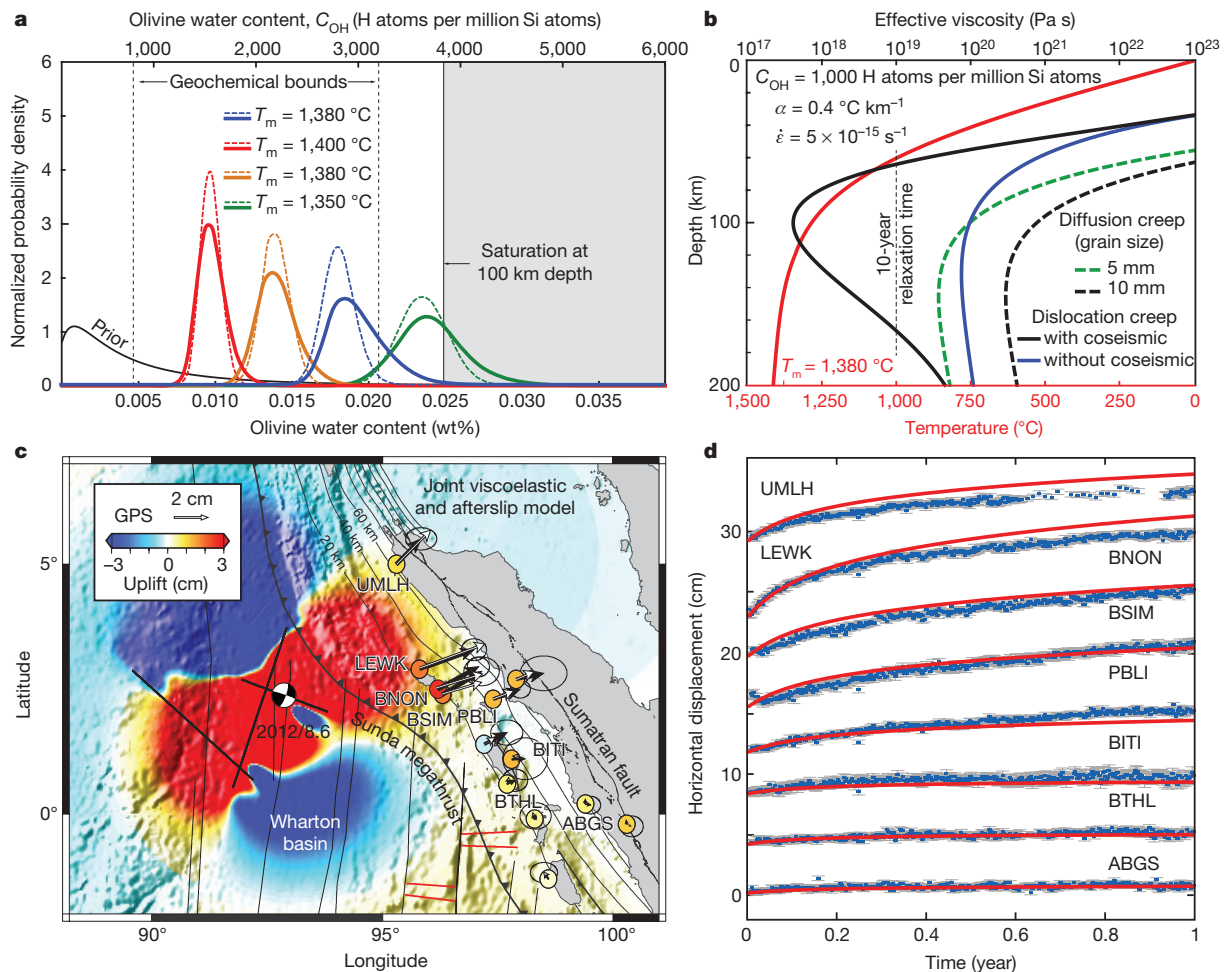 a
Olivine water content, C_OH (H atoms per million Si atoms)
1,000 2,000 3,000 4,000 5,000 6,000
Normalized probability density
6
5
4
3
2
1
0
Geochemical bounds
T_m = 1,380 °C
T_m = 1,400 °C
T_m = 1,380 °C
T_m = 1,350 °C
Saturation at
100 km depth
Prior
0.005 0.010 0.015 0.020 0.025 0.030 0.035
Olivine water content (wt%)
b
Effective viscosity (Pa s)
10^17 10^18 10^19 10^20 10^21 10^22 10^23
Depth (km)
0
100
200
C_OH = 1,000 H atoms per million Si atoms
α = 0.4 °C km^−1
ε̇ = 5 × 10^−15 s^−1
10-year
relaxation time
Diffusion creep
(grain size)
5 mm
10 mm
Dislocation creep
with coseismic
without coseismic
T_m = 1,380 °C
1,500 1,250 1,000 750 500 250 0
Temperature (°C)
c
2 cm
GPS
−3 0 3
Uplift (cm)
Joint viscoelastic
and afterslip model
60 km
40 km
20 km
UMLH
LEWK
BNON
BSIM
PBLI
BITI
BTHL
ABGS
2012/8.6
Sunda megathrust
Sumatran fault
Wharton
basin
Latitude
5°
0°
90° 95° 100°
Longitude
d
Horizontal displacement (cm)
30
20
10
0
UMLH
LEWK
BNON
BSIM
PBLI
BITI
BTHL
ABGS
0 0.2 0.4 0.6 0.8 1
Time (year)